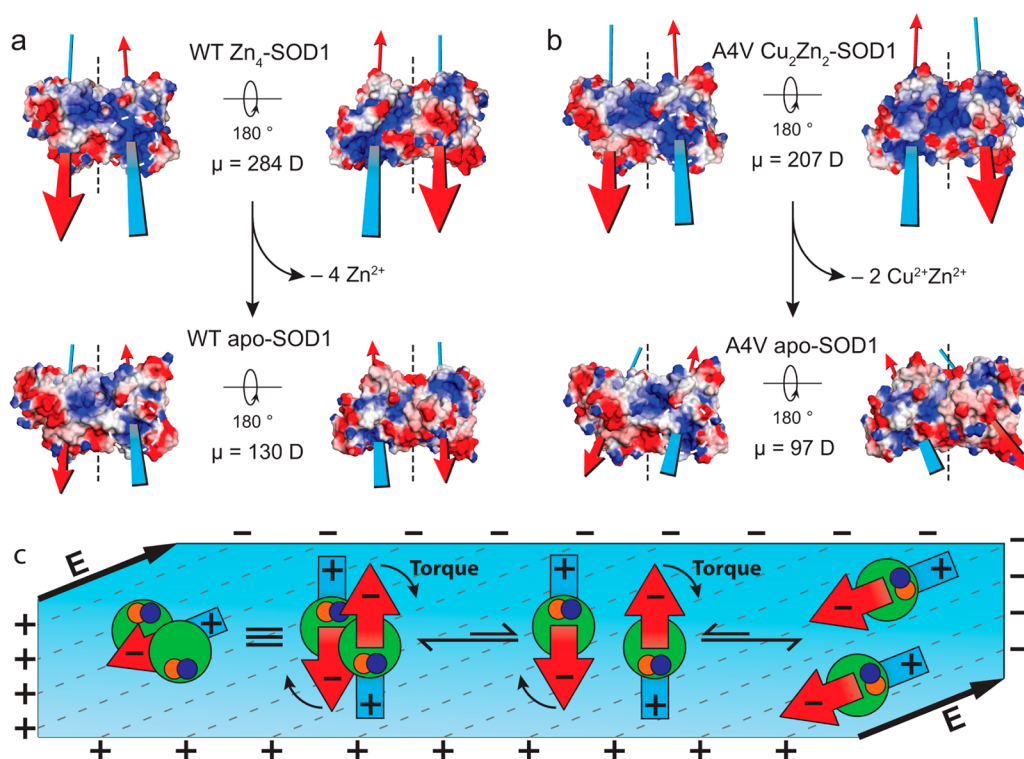 a
WT Zn₄-SOD1
180 °
μ = 284 D
– 4 Zn²⁺
WT apo-SOD1
180 °
μ = 130 D
b
A4V Cu₂Zn₂-SOD1
180 °
μ = 207 D
– 2 Cu²⁺Zn²⁺
A4V apo-SOD1
180 °
μ = 97 D
c
– – – – – – – – –
E
+ + + +
– +
+ – Torque
– +
+ – Torque
– +
– +
– +
– – – –
E
+ + + + + + + + +